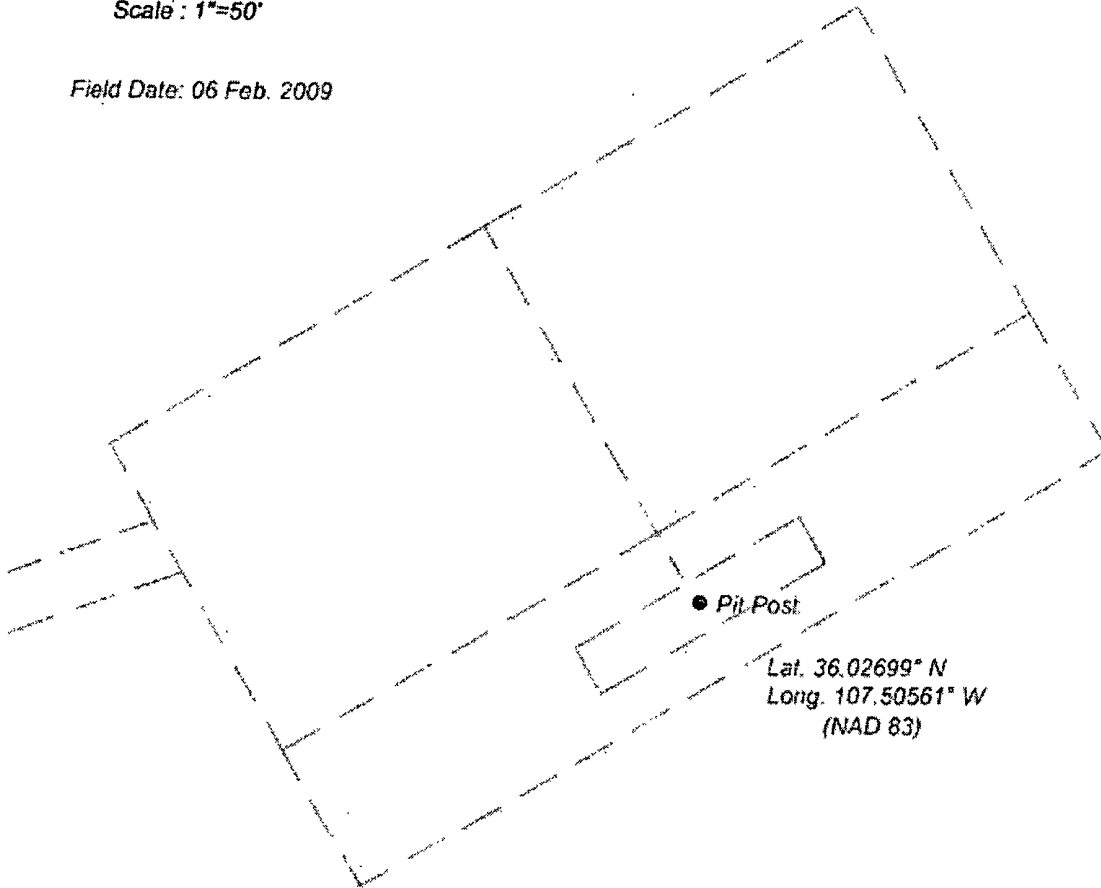 Scale : 1"=50'
Field Date: 06 Feb. 2009
Pit Post
Lat. 36.02699° N
Long. 107.50561° W
(NAD 83)